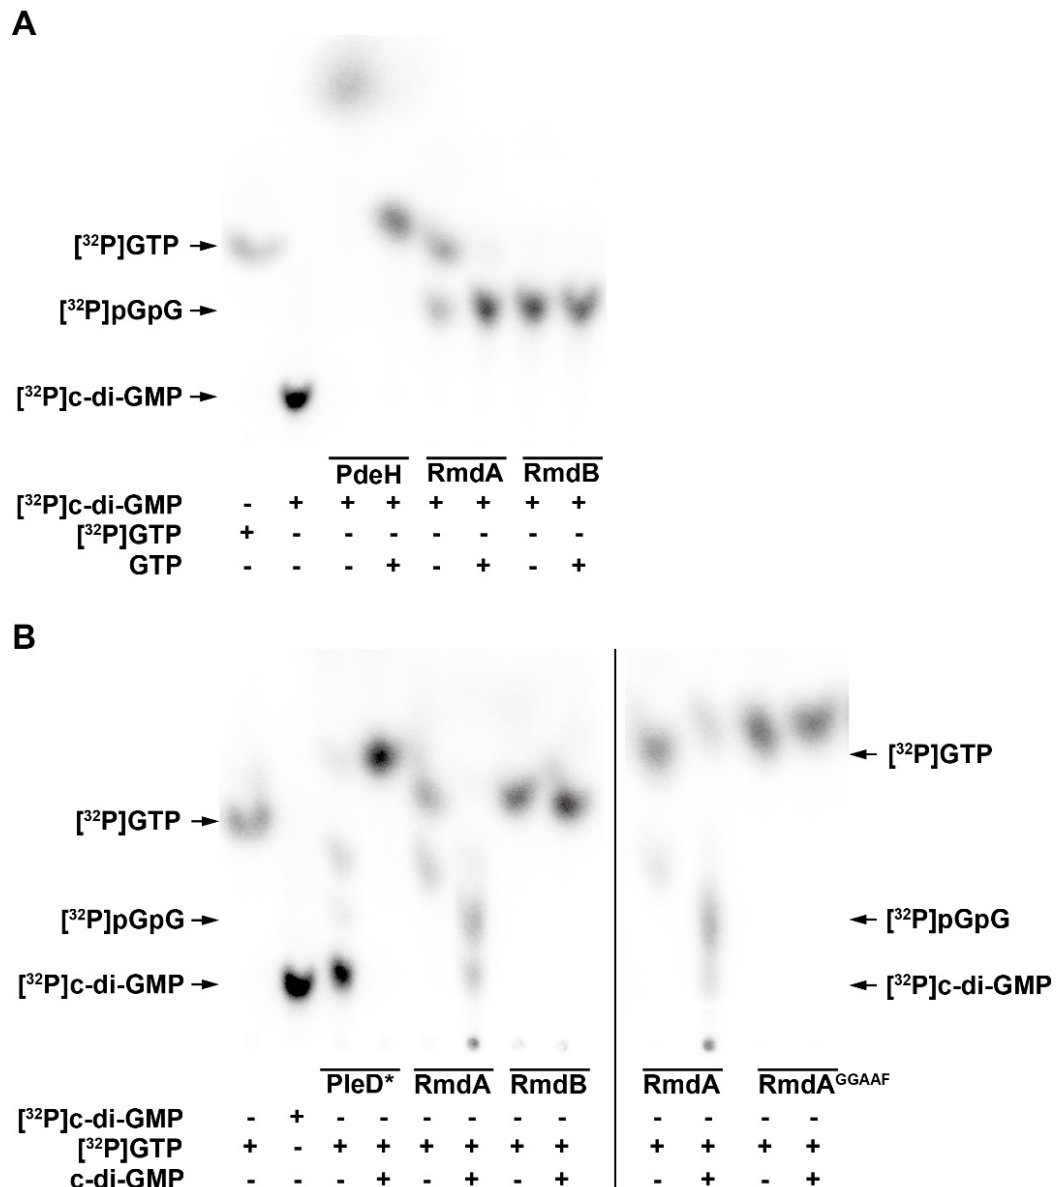 A
[³²P]GTP
[³²P]pGpG
[³²P]c-di-GMP
PdeH RmdA RmdB
[³²P]c-di-GMP - + + + + + + +
[³²P]GTP + - - - - - - -
GTP - - - + - + - +
B
[³²P]GTP
[³²P]GTP
[³²P]pGpG [³²P]pGpG
[³²P]c-di-GMP [³²P]c-di-GMP
PleD* RmdA RmdB RmdA RmdA^GGAAF
[³²P]c-di-GMP - + - - - - - - - - - -
[³²P]GTP + - + + + + + + + + + +
c-di-GMP - - - + - + - + - + - +